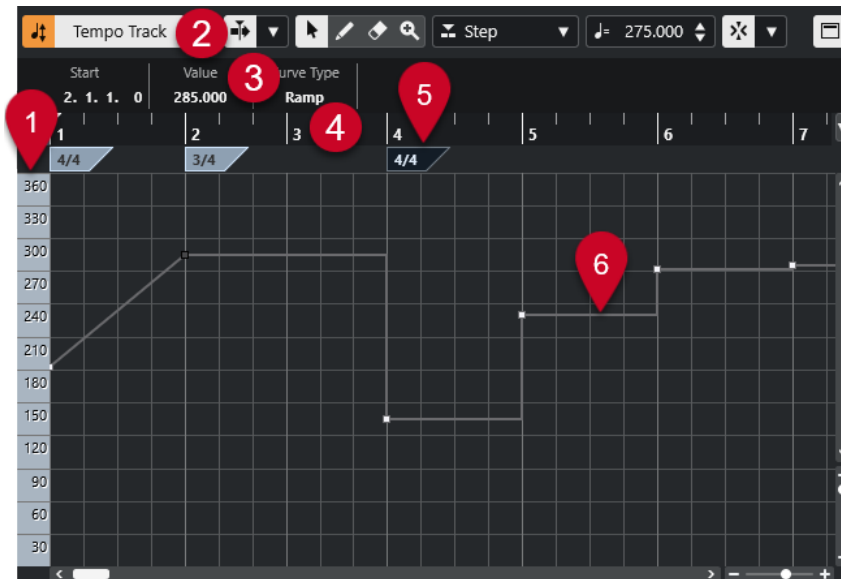 Tempo Track 2 Step 275.000
Start Value 3 urve Type
2. 1. 1. 0 285.000 Ramp
1 4 5
1 2 3 4 5 6 7
4/4 3/4 4/4
360
330
300
6
270
240
210
180
150
120
90
60
30